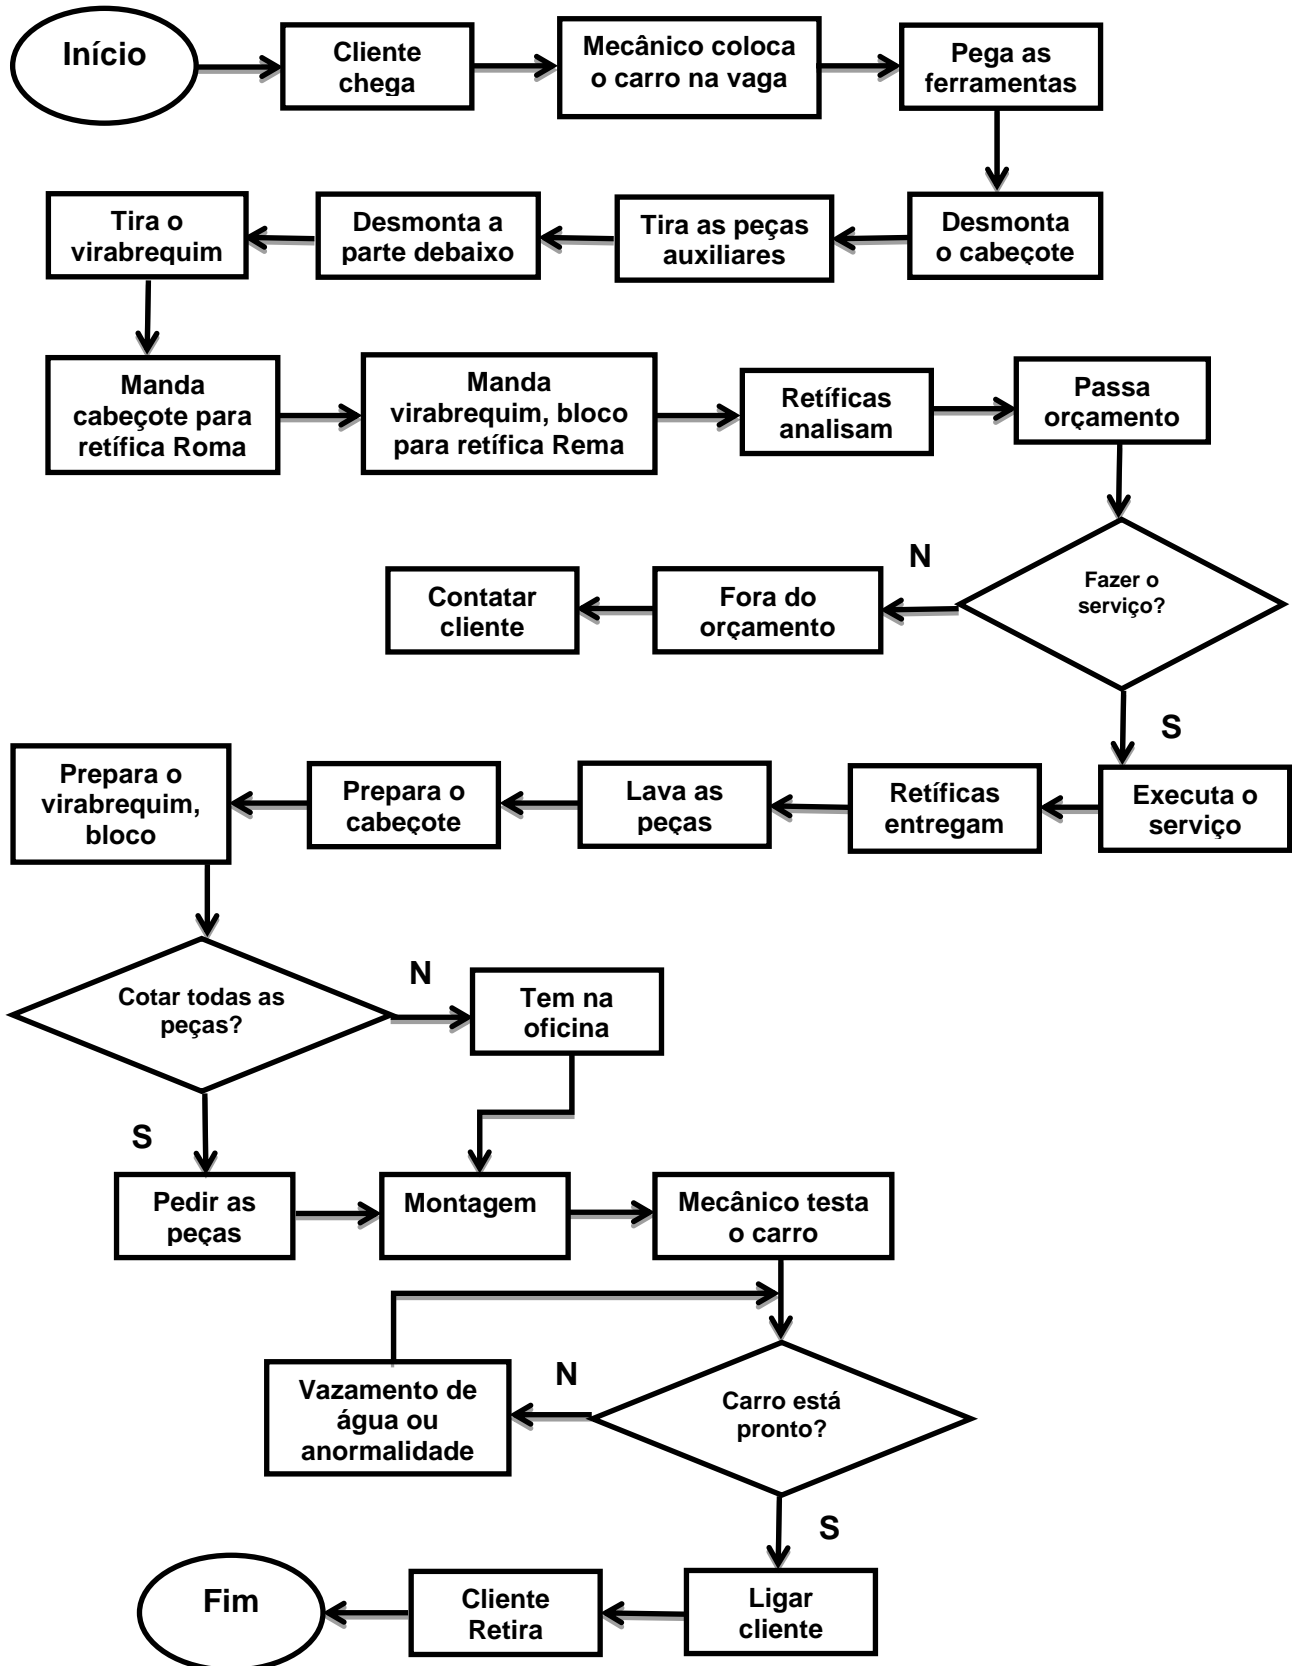 Início
Cliente
chega
Mecânico coloca
o carro na vaga
Pega as
ferramentas
Tira o
virabrequim
Desmonta a
parte debaixo
Tira as peças
auxiliares
Desmonta
o cabeçote
Manda
cabeçote para
retífica Roma
Manda
virabrequim, bloco
para retífica Rema
Retíficas
analisam
Passa
orçamento
N
Fazer o
serviço?
Fora do
orçamento
Contatar
cliente
S
Prepara o
virabrequim,
bloco
Prepara o
cabeçote
Lava as
peças
Retíficas
entregam
Executa o
serviço
Cotar todas as
peças?
N
Tem na
oficina
S
Pedir as
peças
Montagem
Mecânico testa
o carro
Vazamento de
água ou
anormalidade
N
Carro está
pronto?
S
Fim
Cliente
Retira
Ligar
cliente